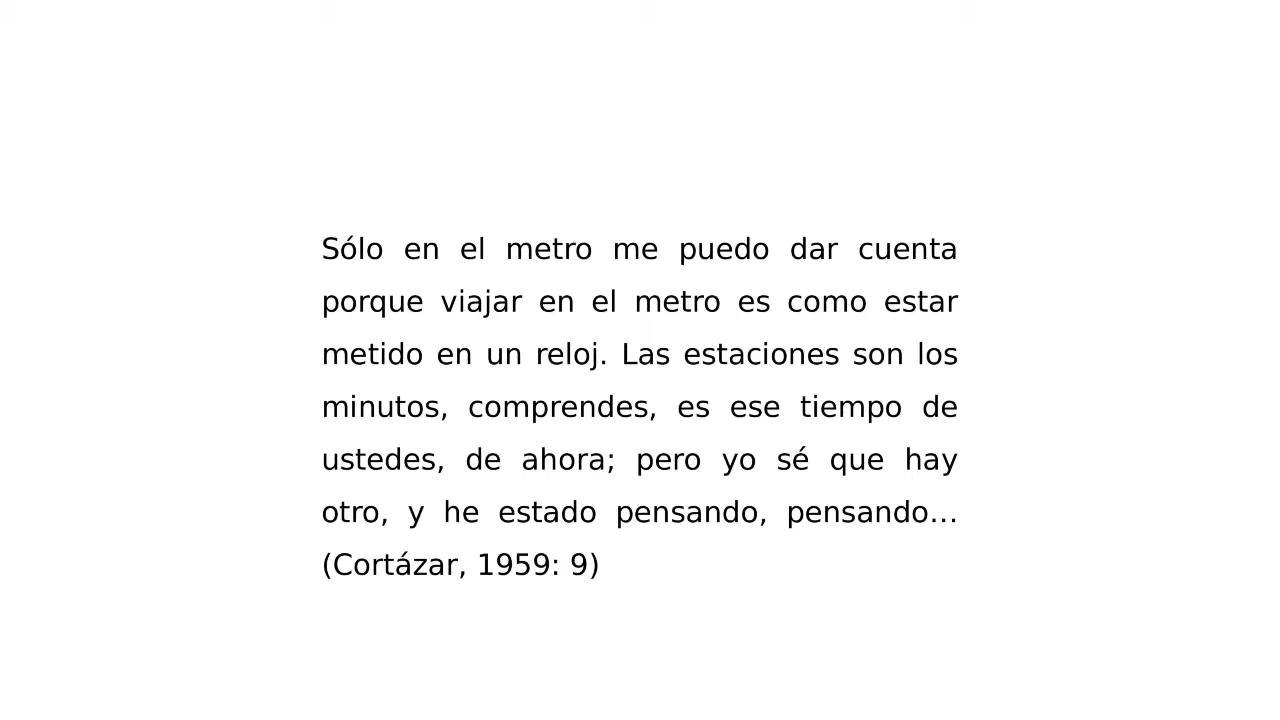 Sólo en el metro me puedo dar cuenta
porque viajar en el metro es como estar
metido en un reloj. Las estaciones son los
minutos, comprendes, es ese tiempo de
ustedes, de ahora; pero yo sé que hay
otro, y he estado pensando, pensando...
(Cortázar, 1959: 9)